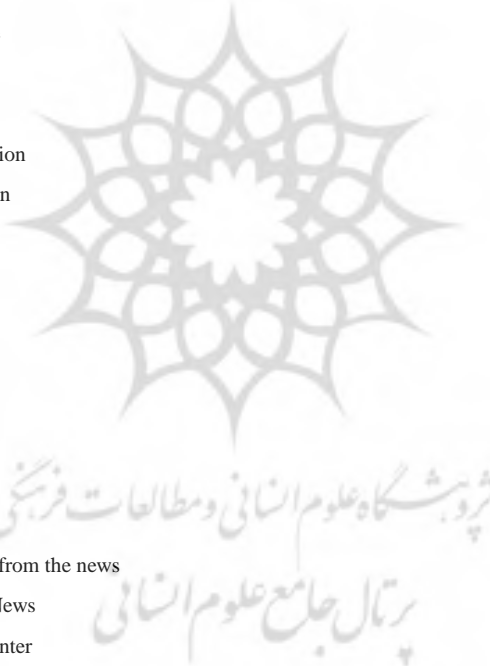 ion
n
پژوهشگاه علوم انسانی و مطالعات فرهنگی
from the news
News
nter
پرتال جامع علوم انسانی